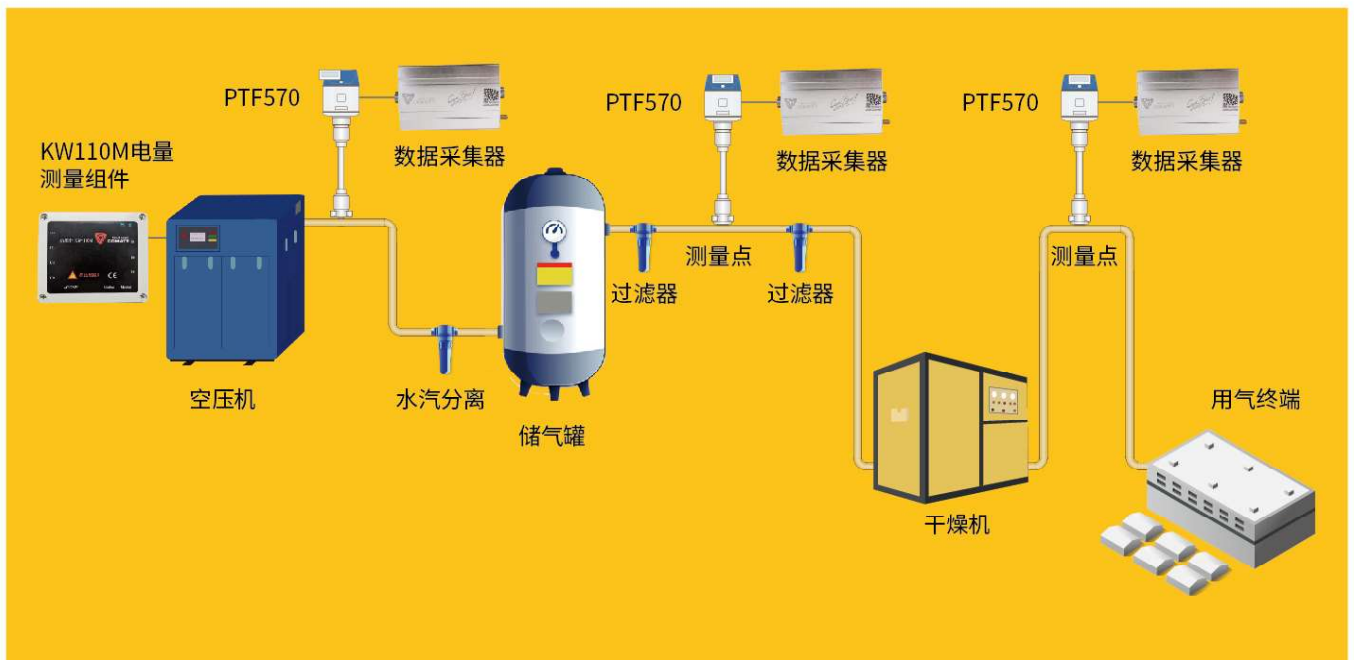 PTF570
数据采集器
PTF570
数据采集器
PTF570
数据采集器
KW110M电量
测量组件
空压机
水汽分离
储气罐
过滤器
测量点
过滤器
测量点
干燥机
用气终端